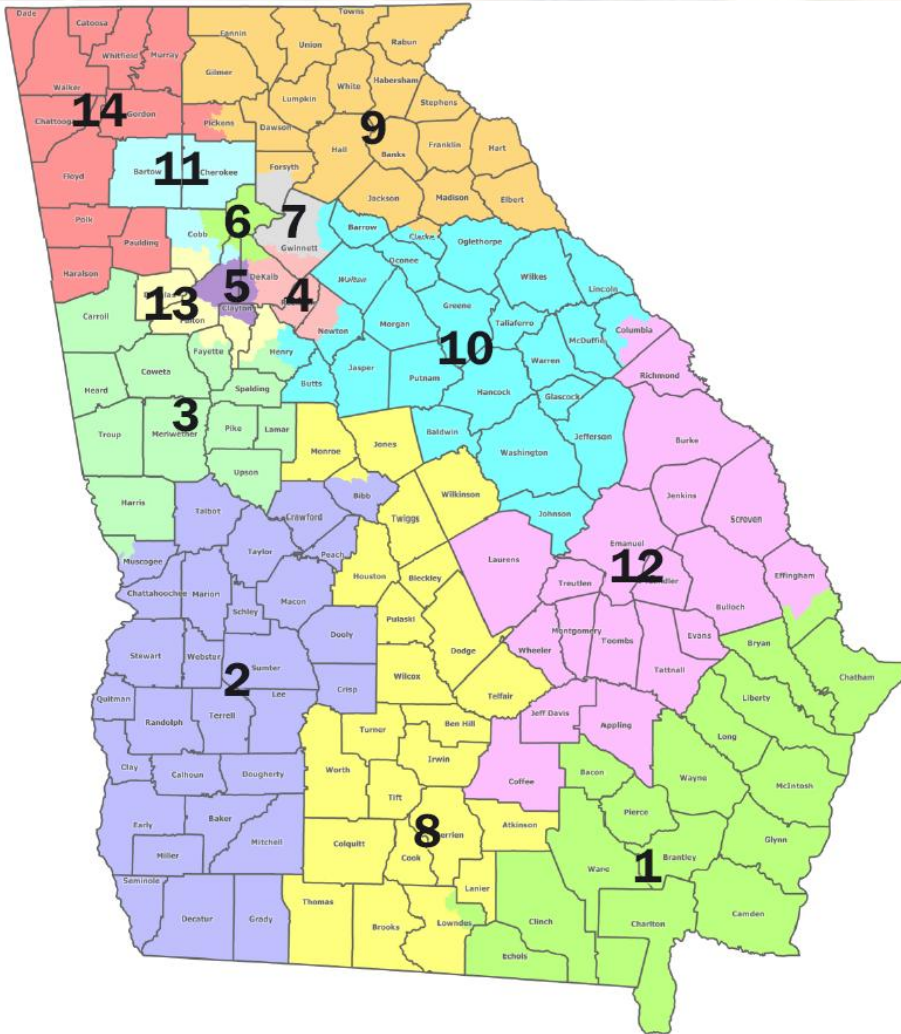 Dade
Catoosa
Whitfield
Murray
Fannin
Towns
Union
Rabun
Gilmer
White
Habersham
Lumpkin
Stephens
Walker
14
Chattooga
Gordon
Pickens
Dawson
9
Hall
Banks
Franklin
Hart
Floyd
Bartow
11
Cherokee
Forsyth
Jackson
Madison
Elbert
Polk
Paulding
Cobb
6
7
Gwinnett
Barrow
Clarke
Oglethorpe
Oconee
Haralson
13
5
DeKalb
4
Walton
Wilkes
Lincoln
Carroll
Clayton
Fulton
Newton
Morgan
Greene
Taliaferro
McDuffie
Columbia
Fayette
Henry
10
Warren
Richmond
Heard
Coweta
Spalding
Butts
Jasper
Putnam
Hancock
Glascock
Troup
3
Meriwether
Pike
Lamar
Monroe
Jones
Baldwin
Washington
Jefferson
Burke
Upson
Harris
Talbot
Crawford
Bibb
Twiggs
Wilkinson
Johnson
Jenkins
Screven
Muscogee
Taylor
Peach
Houston
Bleckley
Laurens
Emanuel
12
Treutlen
Effingham
Chattahoochee
Marion
Schley
Macon
Pulaski
Bulloch
Stewart
Webster
Sumter
Dooly
Dodge
Wheeler
Montgomery
Toombs
Evans
Tattnall
Bryan
Chatham
2
Quitman
Randolph
Terrell
Lee
Crisp
Wilcox
Telfair
Jeff Davis
Appling
Liberty
Long
Clay
Calhoun
Dougherty
Worth
Turner
Ben Hill
Irwin
Coffee
Bacon
Wayne
McIntosh
Early
Baker
Mitchell
Tift
8
Atkinson
Pierce
Glynn
Miller
Colquitt
Cook
Ware
1
Brantley
Seminole
Decatur
Grady
Thomas
Brooks
Lanier
Lowndes
Clinch
Echols
Charlton
Camden